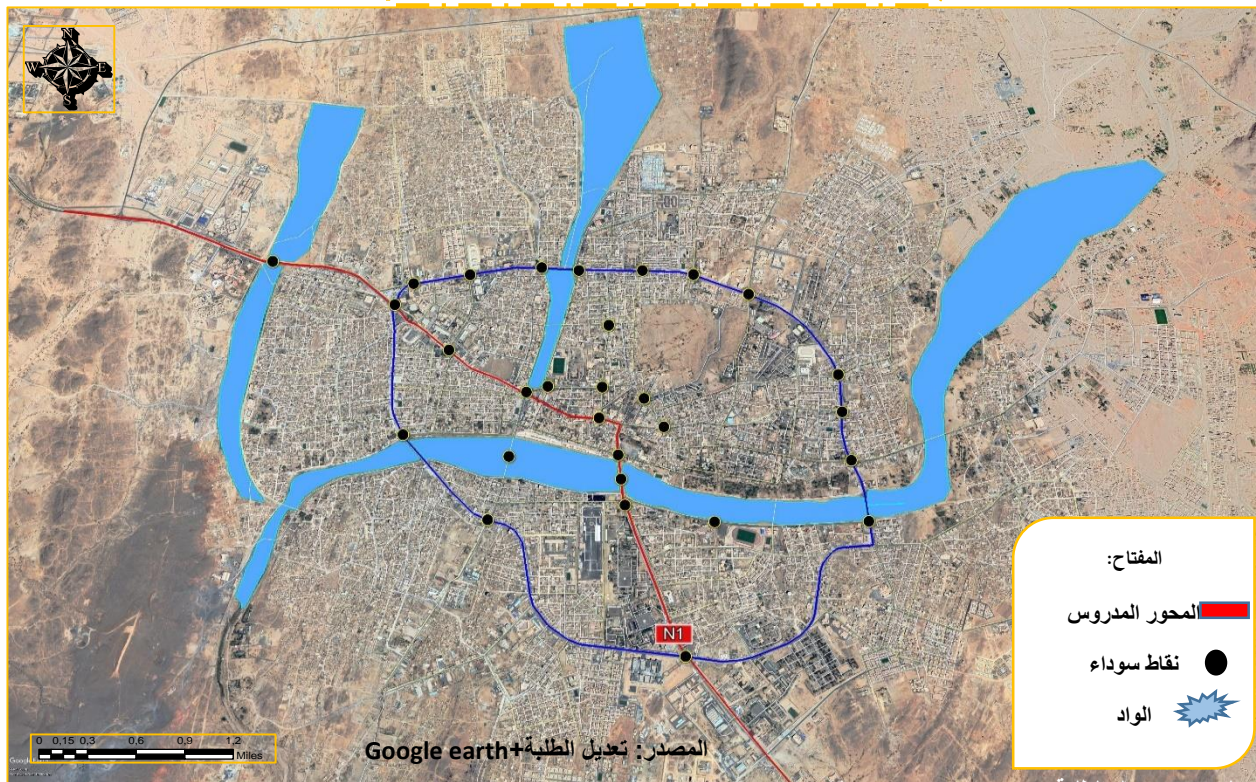 N
W E
S
N1
المفتاح:
المحور المدروس
نقاط سوداء
الواد
0 0,15 0,3 0,6 0,9 1,2
Miles
المصدر: تعديل الطلبة+Google earth